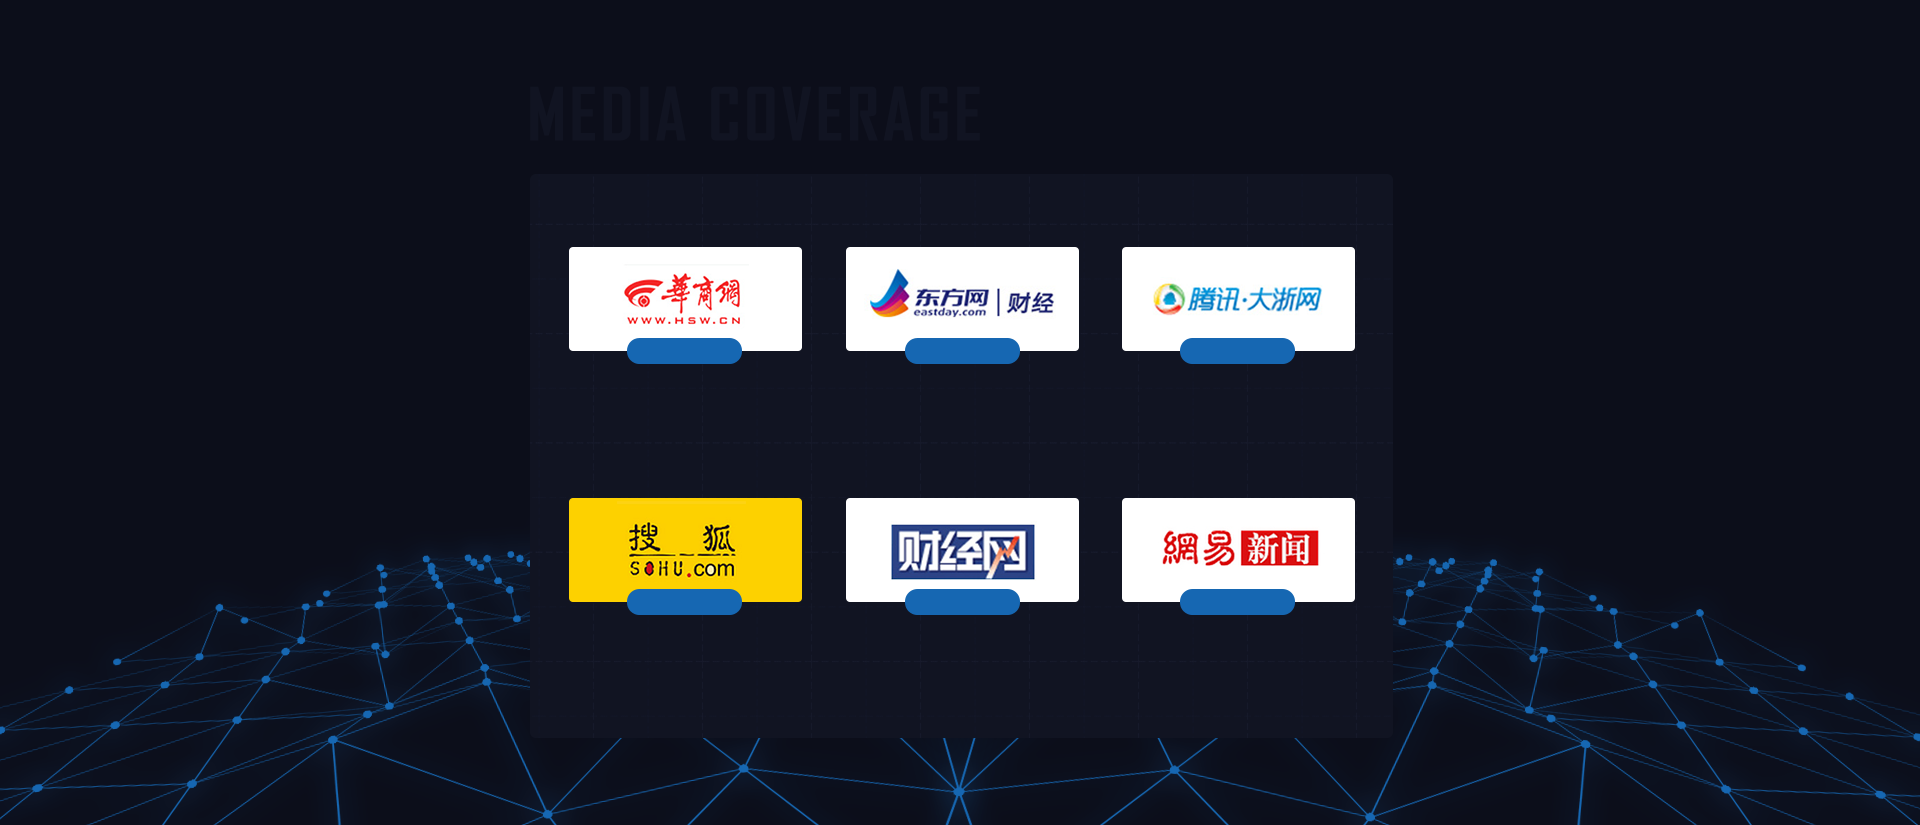 MEDIA COVERAGE
華商網
WWW.HSW.CN
东方网 | 财经
eastday.com
腾讯·大浙网
搜 狐
SOHU.com
财经网
網易 新闻